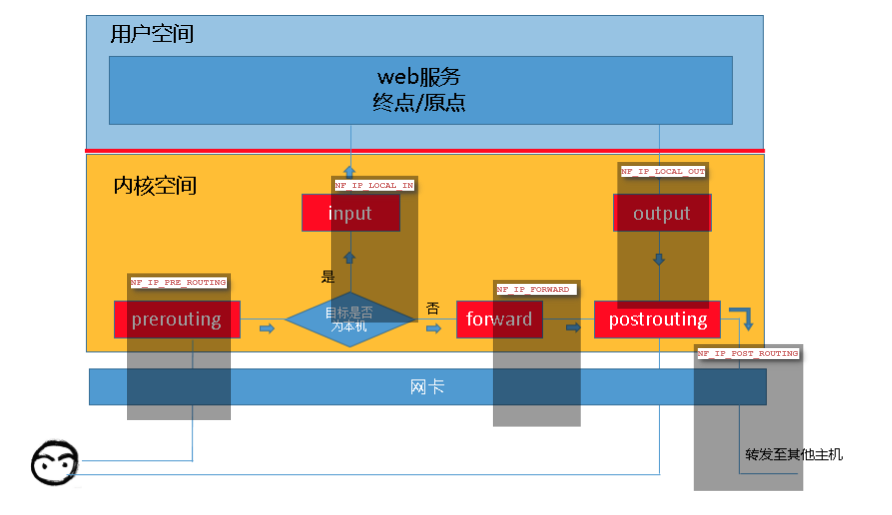 用户空间
web服务
终点/原点
内核空间
NF_IP_LOCAL_IN
NF_IP_LOCAL_OUT
input
output
是
NF_IP_PRE_ROUTING
NF_IP_FORWARD
prerouting
目标是否
为本机
否
forward
postrouting
NF_IP_POST_ROUTING
网卡
转发至其他主机